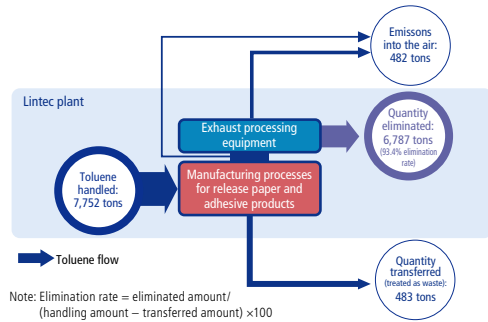 Emissons
into the air:
482 tons
Lintec plant
Exhaust processing
equipment
Quantity
eliminated:
6,787 tons
(93.4% elimination
rate)
Toluene
handled:
7,752 tons
Manufacturing processes
for release paper and
adhesive products
Toluene flow
Quantity
transferred
(treated as waste):
483 tons
Note: Elimination rate = eliminated amount/
(handling amount – transferred amount) ×100